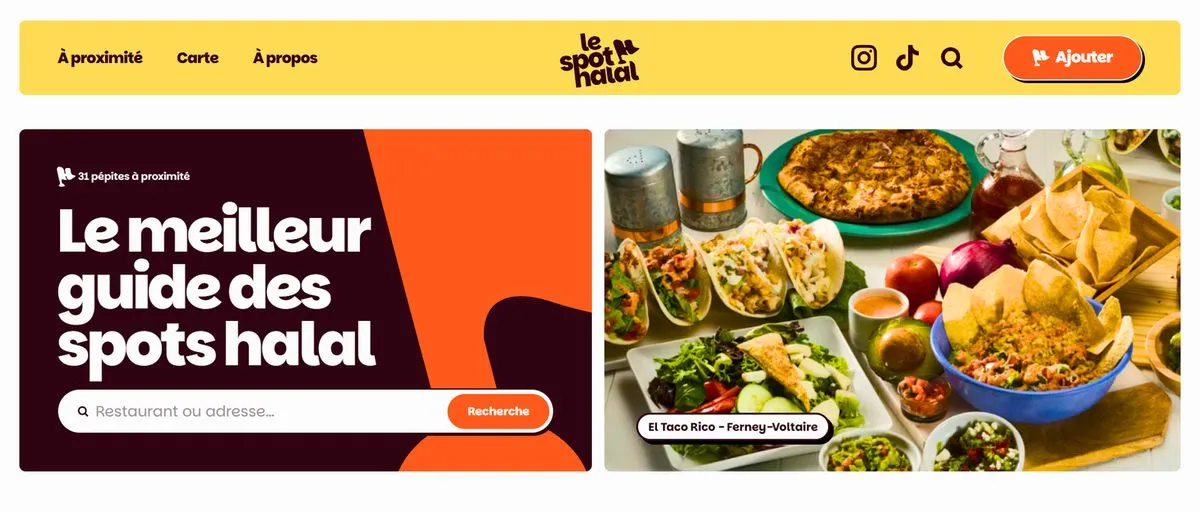 À proximité
Carte
À propos
le
spot
halal
Ajouter
31 pépites à proximité
Le meilleur
guide des
spots halal
Restaurant ou adresse...
Recherche
El Taco Rico - Ferney-Voltaire